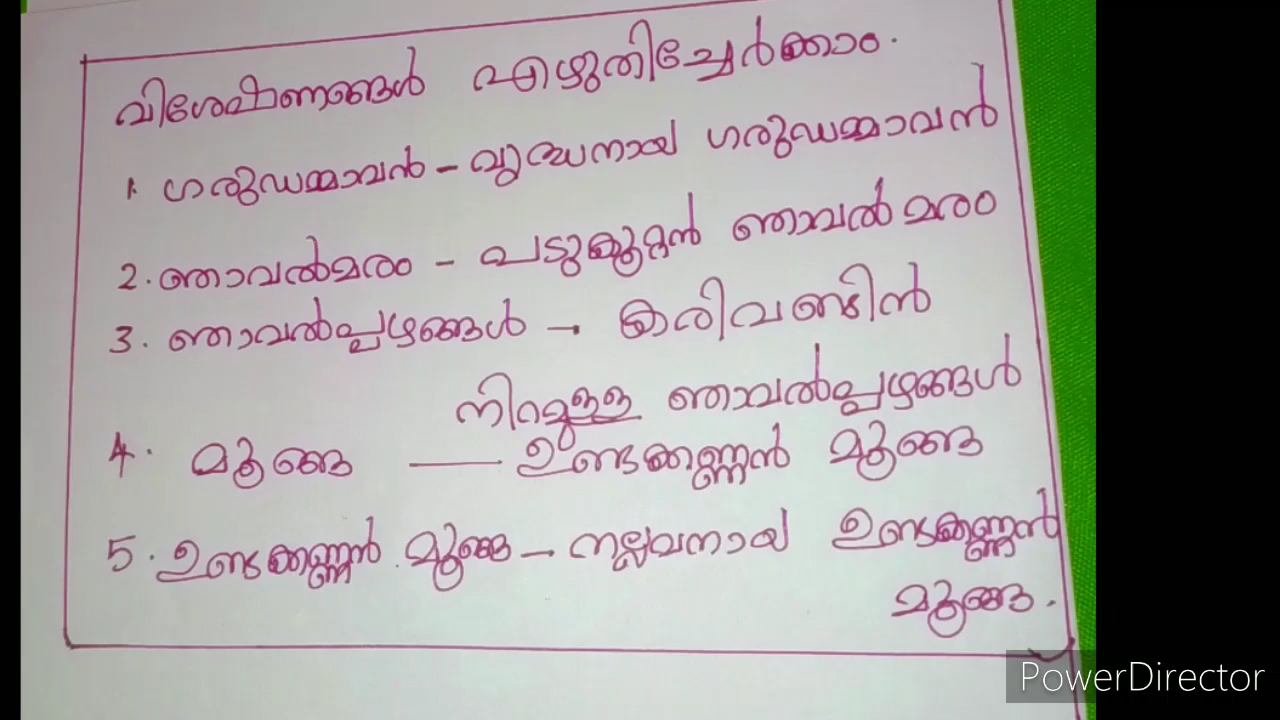 വിശേഷണങ്ങൾ എഴുതിച്ചേർക്കാം.
1. ഗരുഡമ്മാവൻ - വൃദ്ധനായ ഗരുഡമ്മാവൻ
2. ഞാവൽമരം - പടുകൂറ്റൻ ഞാവൽ മരം
3. ഞാവൽപ്പഴങ്ങൾ - കരിവണ്ടിൻ
നിറമുള്ള ഞാവൽപ്പഴങ്ങൾ
4. മൂങ്ങ — ഉണ്ടക്കണ്ണൻ മൂങ്ങ
5. ഉണ്ടക്കണ്ണൻ മൂങ്ങ - നല്ലവനായ ഉണ്ടക്കണ്ണൻ
മൂങ്ങ.
PowerDirector